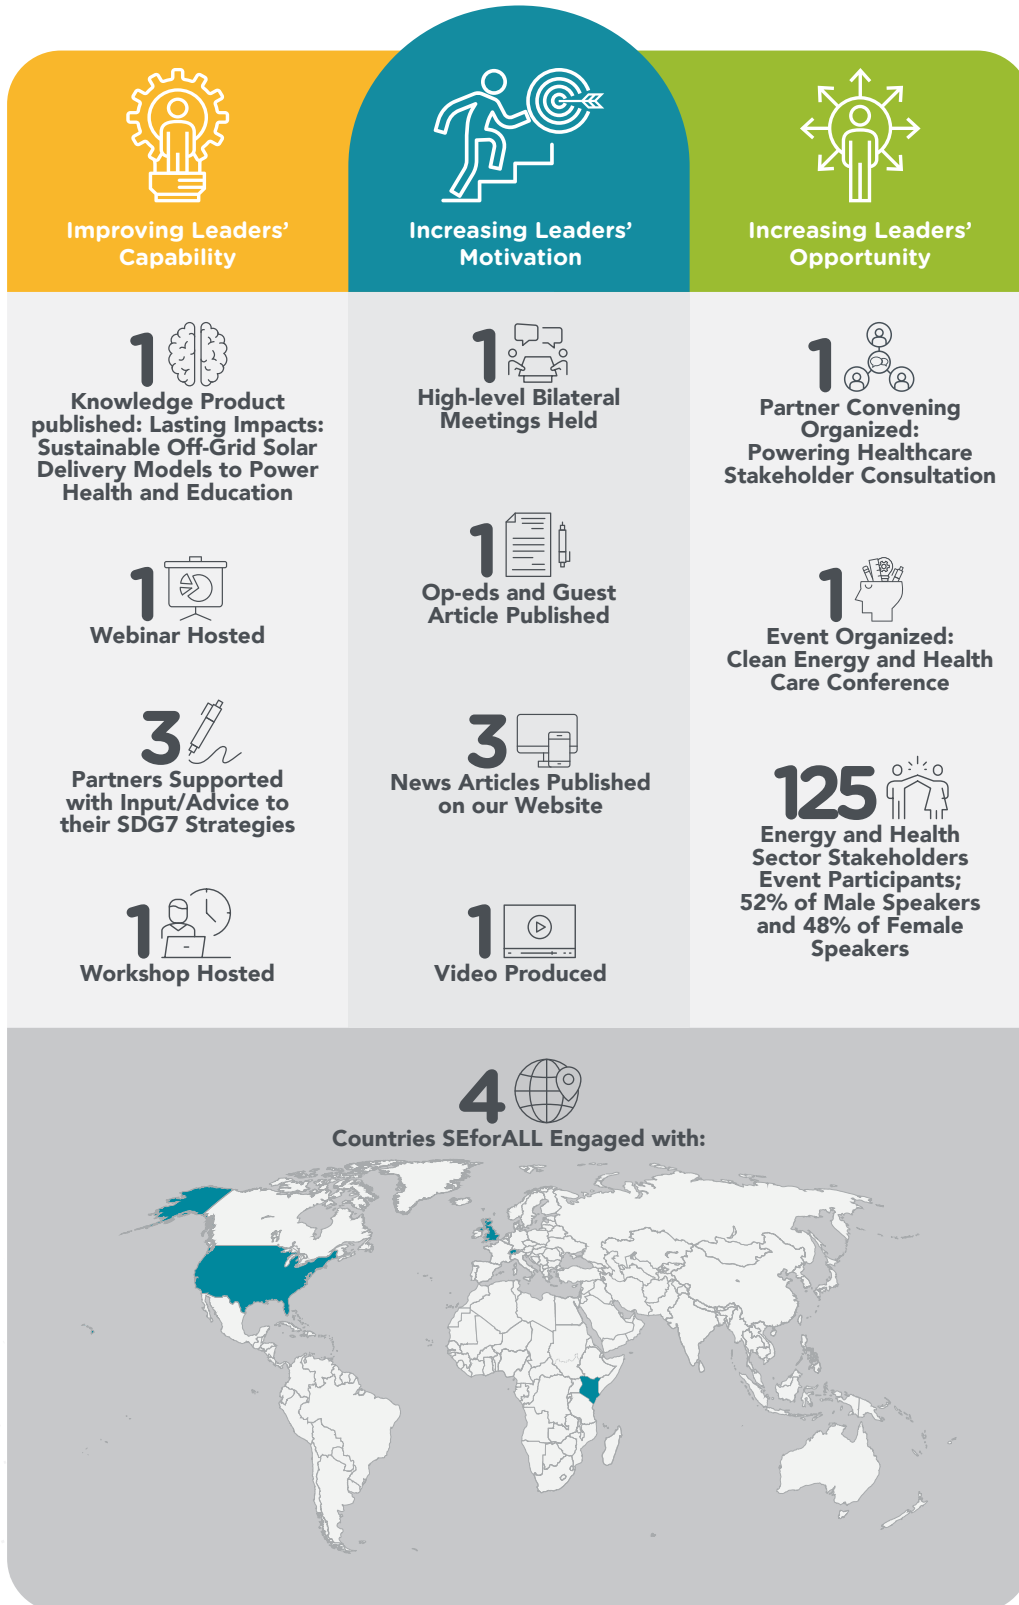 Improving Leaders’
Capability
1
Knowledge Product
published: Lasting Impacts:
Sustainable Off-Grid Solar
Delivery Models to Power
Health and Education
1
Webinar Hosted
3
Partners Supported
with Input/Advice to
their SDG7 Strategies
1
Workshop Hosted
Increasing Leaders’
Motivation
1
High-level Bilateral
Meetings Held
1
Op-eds and Guest
Article Published
3
News Articles Published
on our Website
1
Video Produced
Increasing Leaders’
Opportunity
1
Partner Convening
Organized:
Powering Healthcare
Stakeholder Consultation
1
Event Organized:
Clean Energy and Health
Care Conference
125
Energy and Health
Sector Stakeholders
Event Participants;
52% of Male Speakers
and 48% of Female
Speakers
4
Countries SEforALL Engaged with: